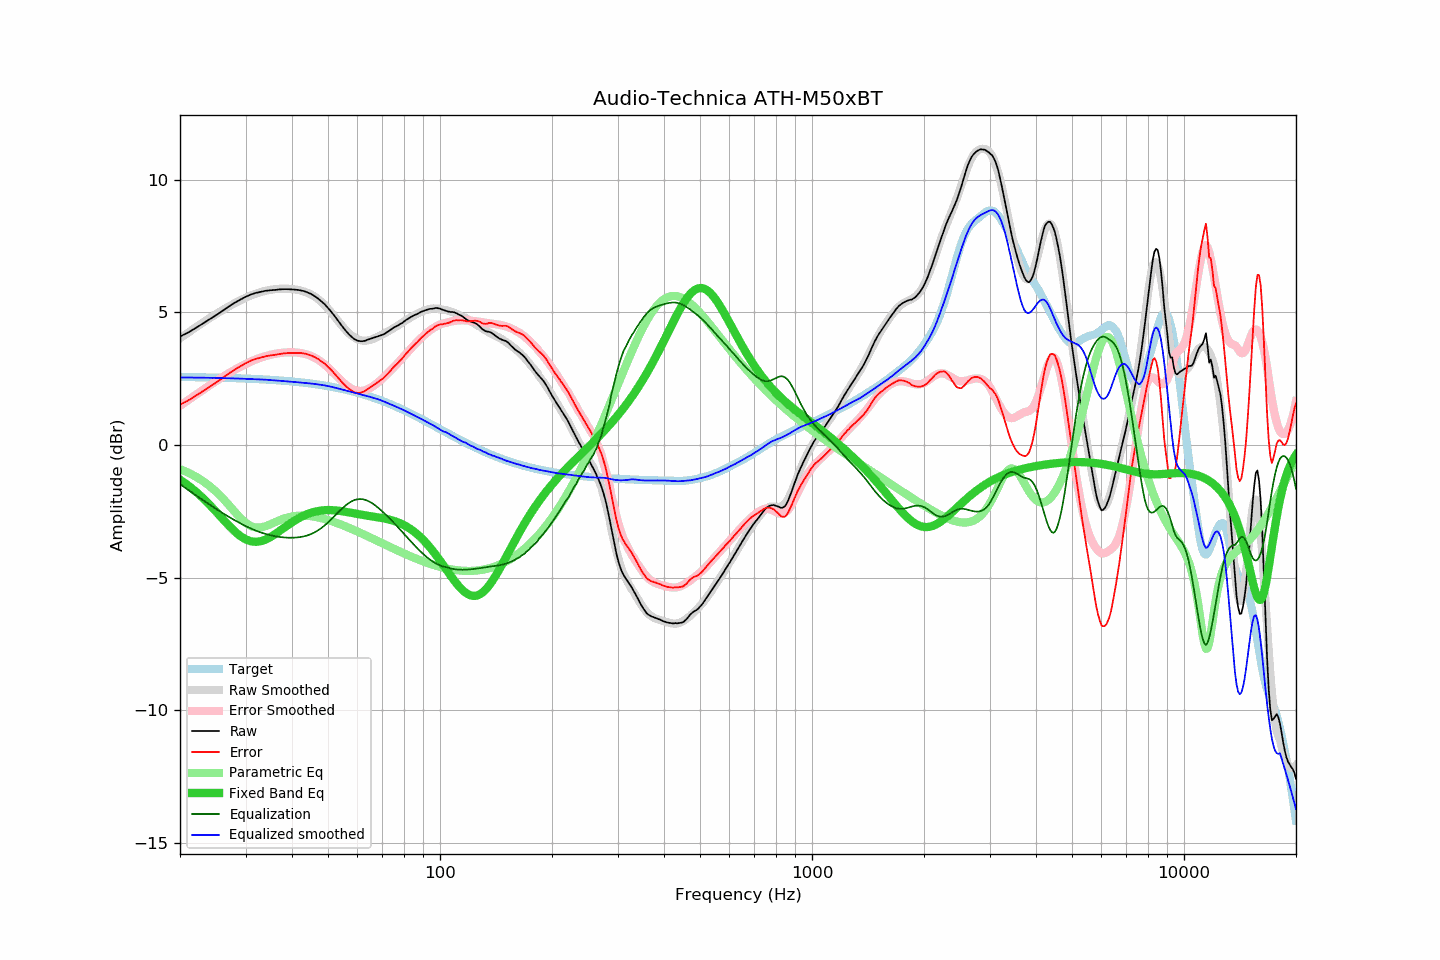 Audio-Technica ATH-M50xBT
10
5
0
−5
−10
−15
Amplitude (dBr)
Target
Raw Smoothed
Error Smoothed
Raw
Error
Parametric Eq
Fixed Band Eq
Equalization
Equalized smoothed
100 1000 10000
Frequency (Hz)